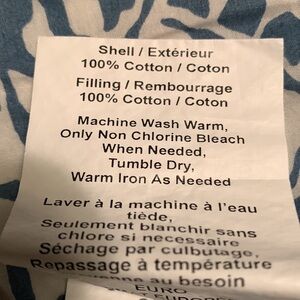 Shell / Extérieur
100% Cotton / Coton
Filling / Rembourrage
100% Cotton / Coton
Machine Wash Warm,
Only Non Chlorine Bleach
When Needed,
Tumble Dry,
Warm Iron As Needed
Laver à la machine à l'eau
tiède,
Seulement blanchir sans
chlore si necessaire
Séchage par culbutage,
Repassage à température
au besoin
EURO